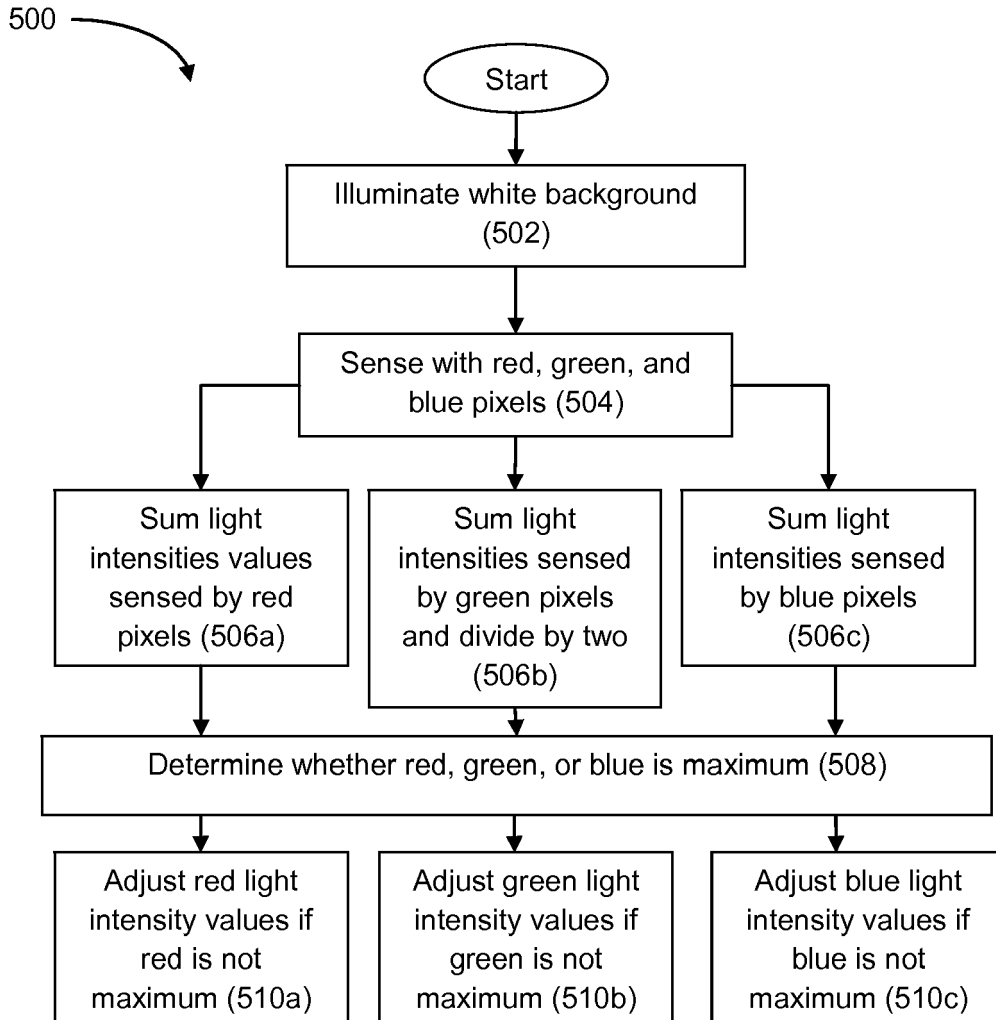 500
Start
Illuminate white background
(502)
Sense with red, green, and
blue pixels (504)
Sum light
intensities values
sensed by red
pixels (506a)
Sum light
intensities sensed
by green pixels
and divide by two
(506b)
Sum light
intensities sensed
by blue pixels
(506c)
Determine whether red, green, or blue is maximum (508)
Adjust red light
intensity values if
red is not
maximum (510a)
Adjust green light
intensity values if
green is not
maximum (510b)
Adjust blue light
intensity values if
blue is not
maximum (510c)